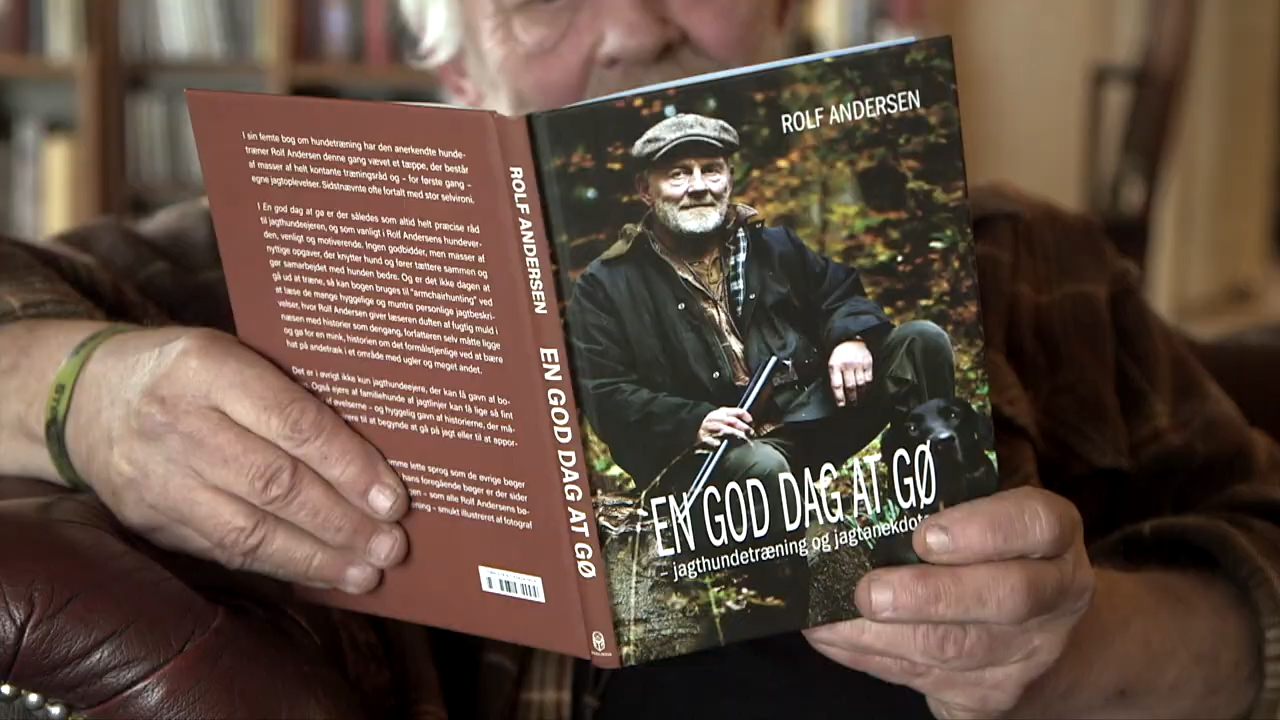 I sin femte bog om hundetræning har den anerkendte hunde-
træner Rolf Andersen denne gang vævet et tæppe, der består
af masser af helt kontante træningsråd og – for første gang –
egne jagtoplevelser. Sidstnævnte ofte fortalt med stor selvironi.
I En god dag at gø er der således som altid helt præcise råd
til jagthundeejeren, og som vanligt i Rolf Andersens hundever-
den, venligt og motiverende. Ingen godbidder, men masser af
nyttige opgaver, der knytter hund og fører tættere sammen og
gør samarbejdet med hunden bedre. Og er det ikke dagen at
gå ud at træne, så kan bogen bruges til "armchairhunting" ved
at læse de mange hyggelige og muntre personlige jagtbeskri-
velser, hvor Rolf Andersen giver læseren duften af fugtig muld i
næsen med historier som dengang, forfatteren selv måtte ligge
og gø for en mink, historien om det formålstjenlige ved at bære
hat på andetræk i et område med ugler og meget andet.
Det er i øvrigt ikke kun jagthundeejere, der kan få gavn af bo-
Også ejere af familiehunde af jagtlinjer kan få lige så fint
af øvelserne – og hyggelig gavn af historierne, der må-
være til at begynde at gå på jagt eller til at appor-
lette sprog som de øvrige bøger
hans foregående bøger er der sider
– som alle Rolf Andersens bø-
– smukt illustreret af fotograf
ROLF ANDERSEN EN GOD DAG AT GØ
ROLF ANDERSEN
EN GOD DAG AT GØ
– jagthundetræning og jagtanekdoter